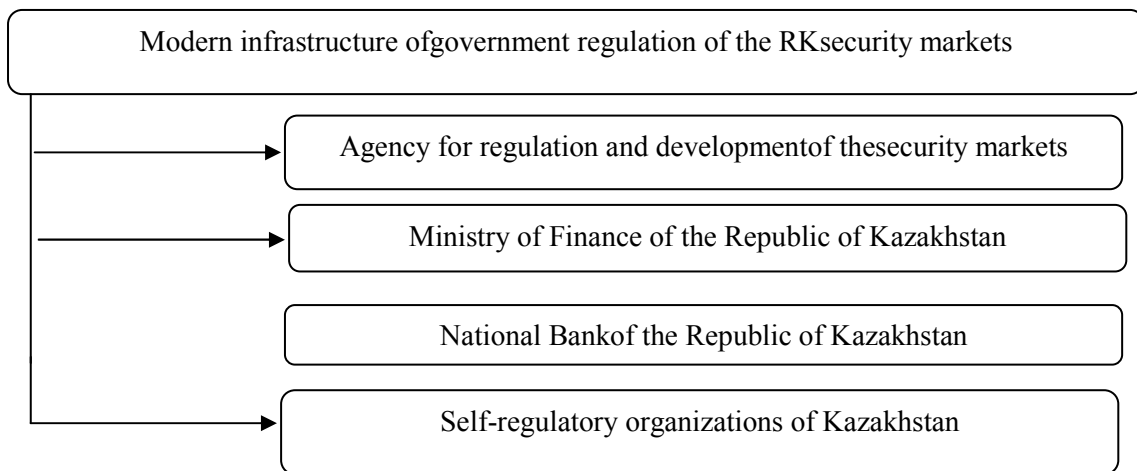 Modern infrastructure ofgovernment regulation of the RKsecurity markets
Agency for regulation and developmentof thesecurity markets
Ministry of Finance of the Republic of Kazakhstan
National Bankof the Republic of Kazakhstan
Self-regulatory organizations of Kazakhstan